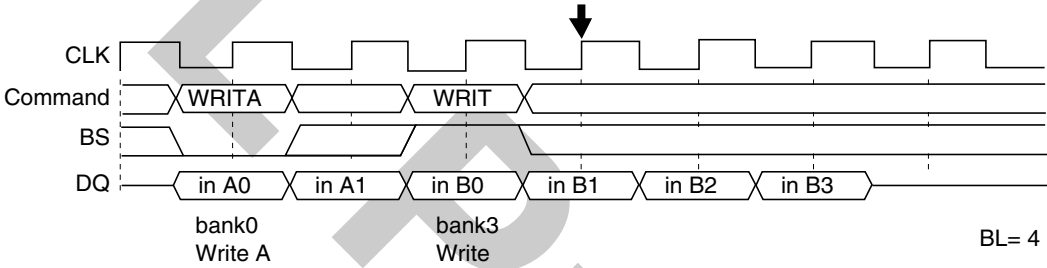 CLK
Command WRITA WRIT
BS
DQ in A0 in A1 in B0 in B1 in B2 in B3
bank0 bank3
Write A Write BL= 4